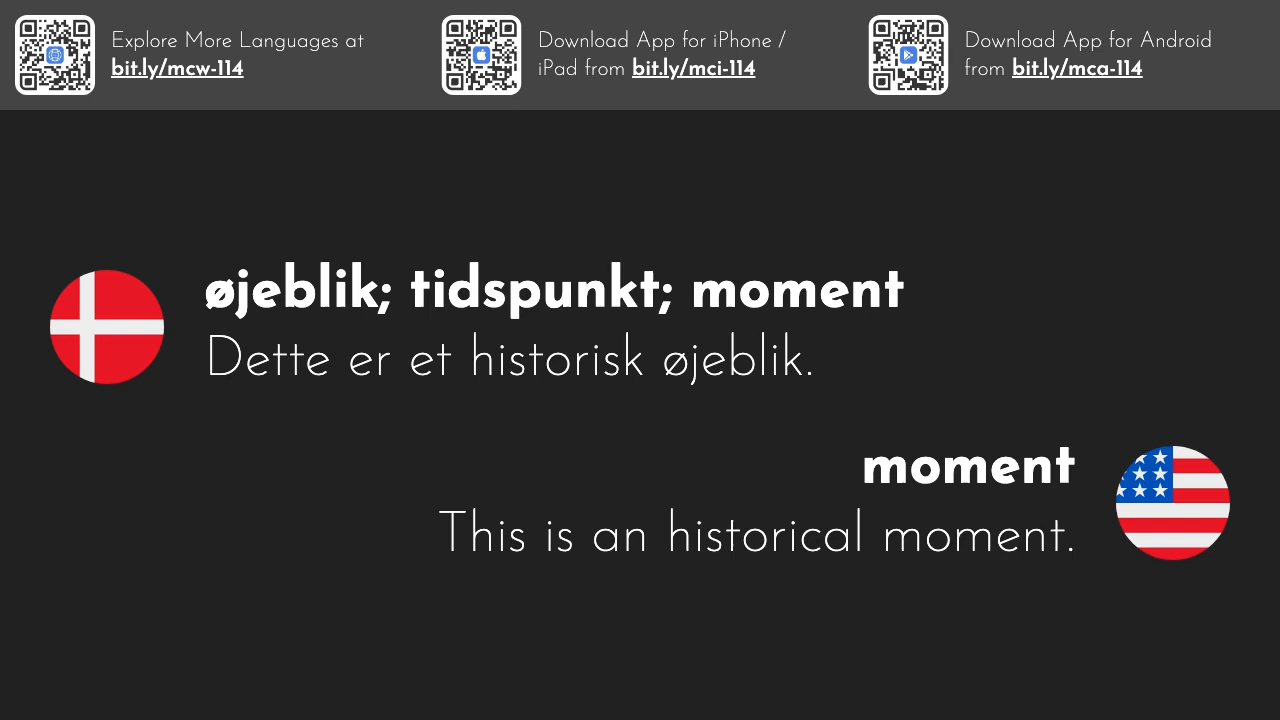 Explore More Languages at
bit.ly/mcw-114
Download App for iPhone /
iPad from bit.ly/mci-114
Download App for Android
from bit.ly/mca-114
øjeblik; tidspunkt; moment
Dette er et historisk øjeblik.
moment
This is an historical moment.